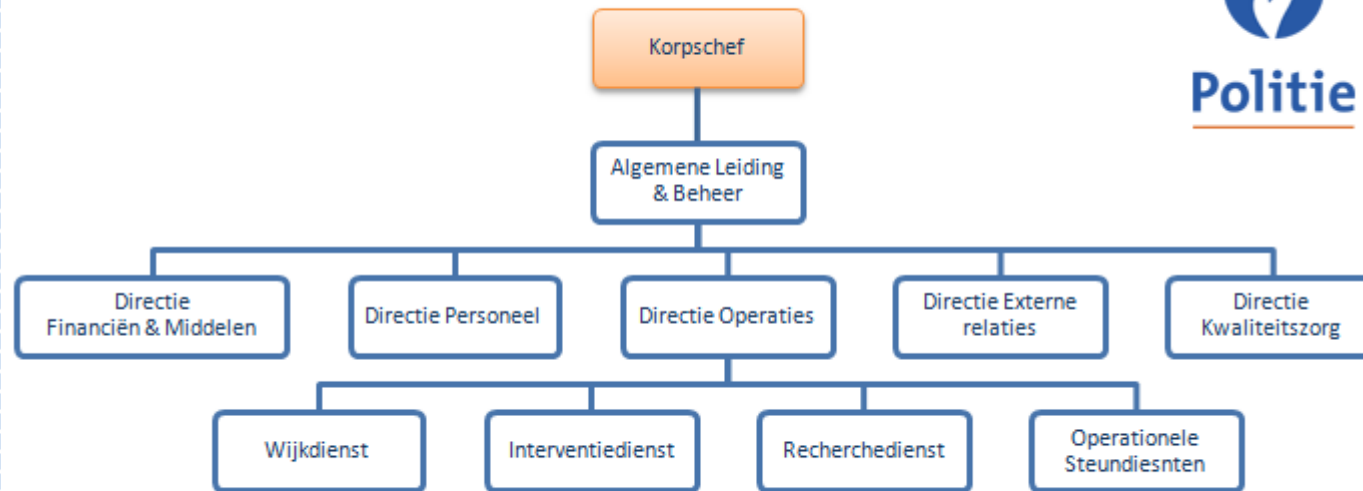 Korpschef
Politie
Algemene Leiding
& Beheer
Directie
Financiën & Middelen
Directie Personeel
Directie Operaties
Directie Externe
relaties
Directie
Kwaliteitszorg
Wijkdienst
Interventiedienst
Recherchedienst
Operationele
Steundiesnten